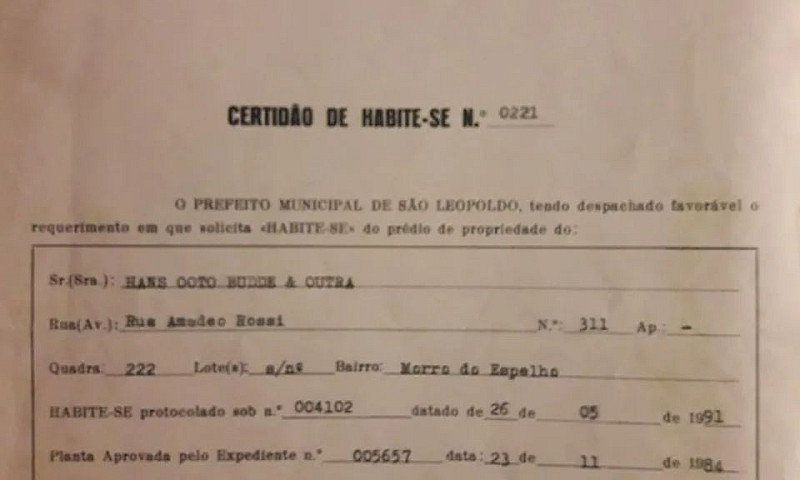 CERTIDÃO DE HABITE-SE N.º 0221
O PREFEITO MUNICIPAL DE SÃO LEOPOLDO, tendo despachado favorável o
requerimento em que solicita «HABITE-SE» do prédio de propriedade do:
Sr.(Sra.): HANS OOTO BUDDE & OUTRA
Rua(Av.): Rua Amadeo Rossi N.º: 311 Ap.: -
Quadra: 222 Lote(s): s/nº Bairro: Morro do Espelho
HABITE-SE protocolado sob n.º 004102 datado de 26 de 05 de 1991
Planta Aprovada pelo Expediente n.º 005657 data: 23 de 11 de 1984